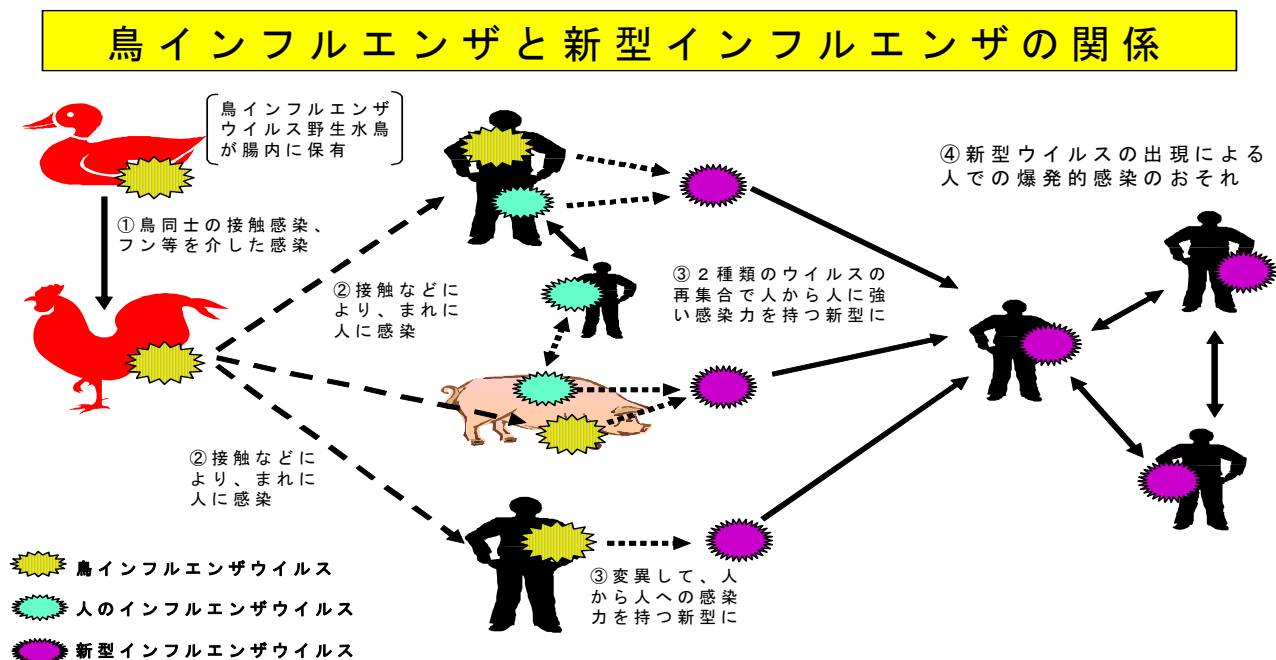 鳥インフルエンザと新型インフルエンザの関係
鳥インフルエンザ
ウイルス野生水鳥
が腸内に保有
①鳥同士の接触感染、
フン等を介した感染
②接触などに
より、まれに
人に感染
②接触などに
より、まれに
人に感染
③２種類のウイルスの
再集合で人から人に強
い感染力を持つ新型に
③変異して、人
から人への感染
力を持つ新型に
④新型ウイルスの出現による
人での爆発的感染のおそれ
鳥インフルエンザウイルス
人のインフルエンザウイルス
新型インフルエンザウイルス